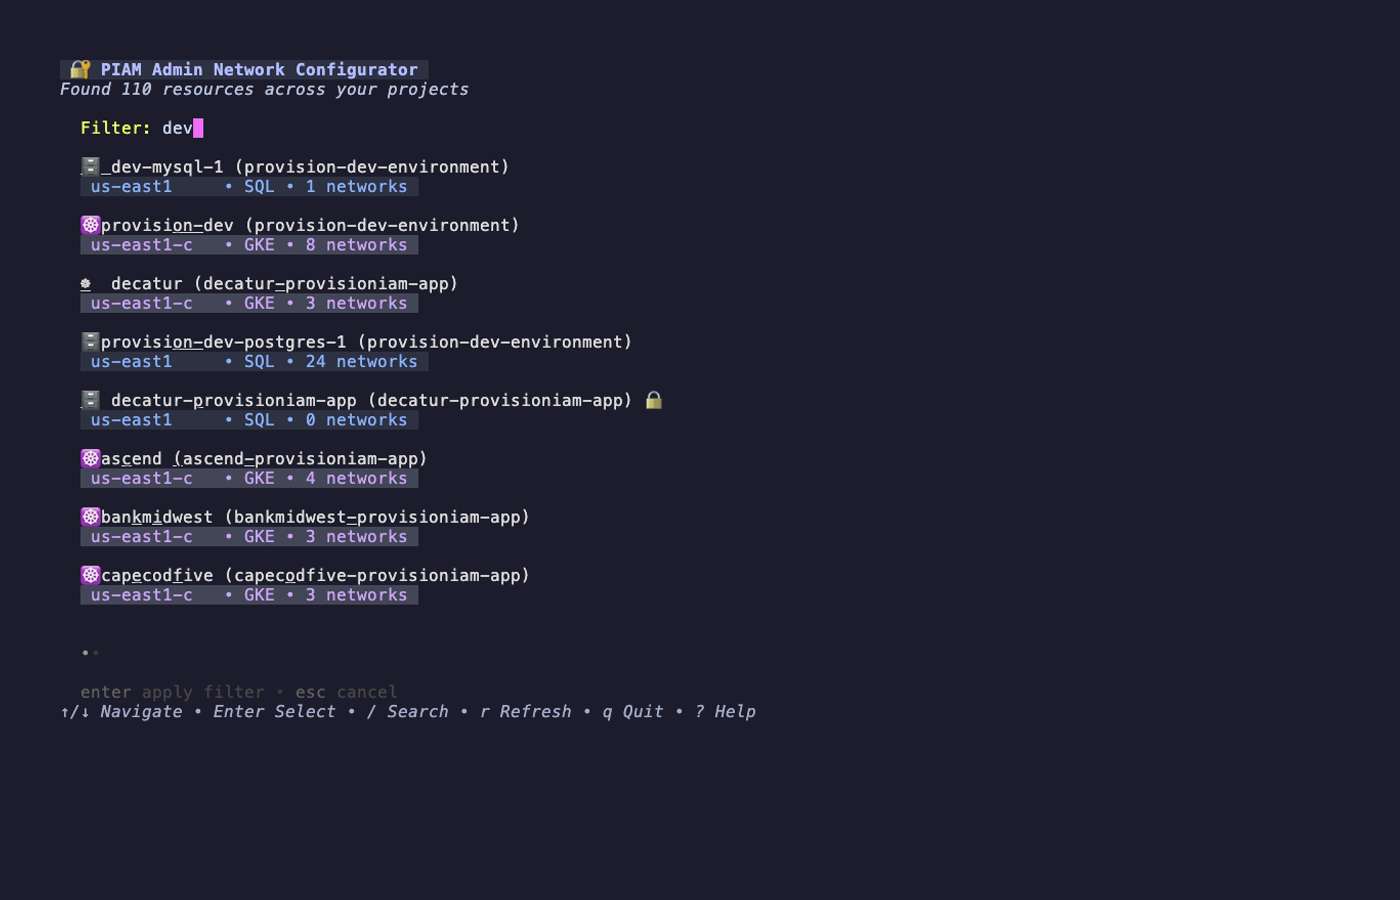 🔐 PIAM Admin Network Configurator
Found 110 resources across your projects
Filter: dev
🗄️ dev-mysql-1 (provision-dev-environment)
us-east1 • SQL • 1 networks
☸️provision-dev (provision-dev-environment)
us-east1-c • GKE • 8 networks
☸ decatur (decatur-provisioniam-app)
us-east1-c • GKE • 3 networks
🗄️provision-dev-postgres-1 (provision-dev-environment)
us-east1 • SQL • 24 networks
🗄️ decatur-provisioniam-app (decatur-provisioniam-app) 🔒
us-east1 • SQL • 0 networks
☸️ascend (ascend-provisioniam-app)
us-east1-c • GKE • 4 networks
☸️bankmidwest (bankmidwest-provisioniam-app)
us-east1-c • GKE • 3 networks
☸️capecodfive (capecodfive-provisioniam-app)
us-east1-c • GKE • 3 networks
••
enter apply filter • esc cancel
↑/↓ Navigate • Enter Select • / Search • r Refresh • q Quit • ? Help